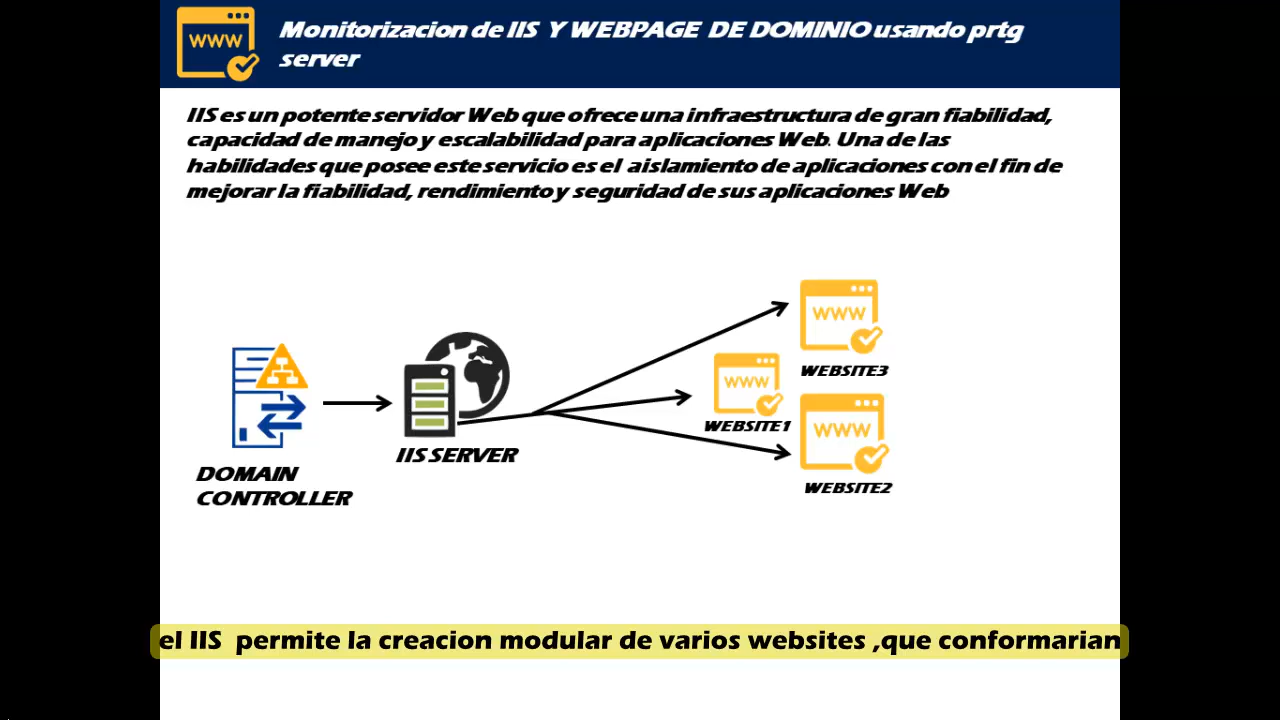 WWW
Monitorizacion de IIS Y WEBPAGE DE DOMINIO usando prtg
server
IIS es un potente servidor Web que ofrece una infraestructura de gran fiabilidad,
capacidad de manejo y escalabilidad para aplicaciones Web. Una de las
habilidades que posee este servicio es el aislamiento de aplicaciones con el fin de
mejorar la fiabilidad, rendimiento y seguridad de sus aplicaciones Web
WWW
WEBSITE3
WWW
WEBSITE1
WWW
WEBSITE2
IIS SERVER
DOMAIN
CONTROLLER
el IIS permite la creacion modular de varios websites ,que conformarian